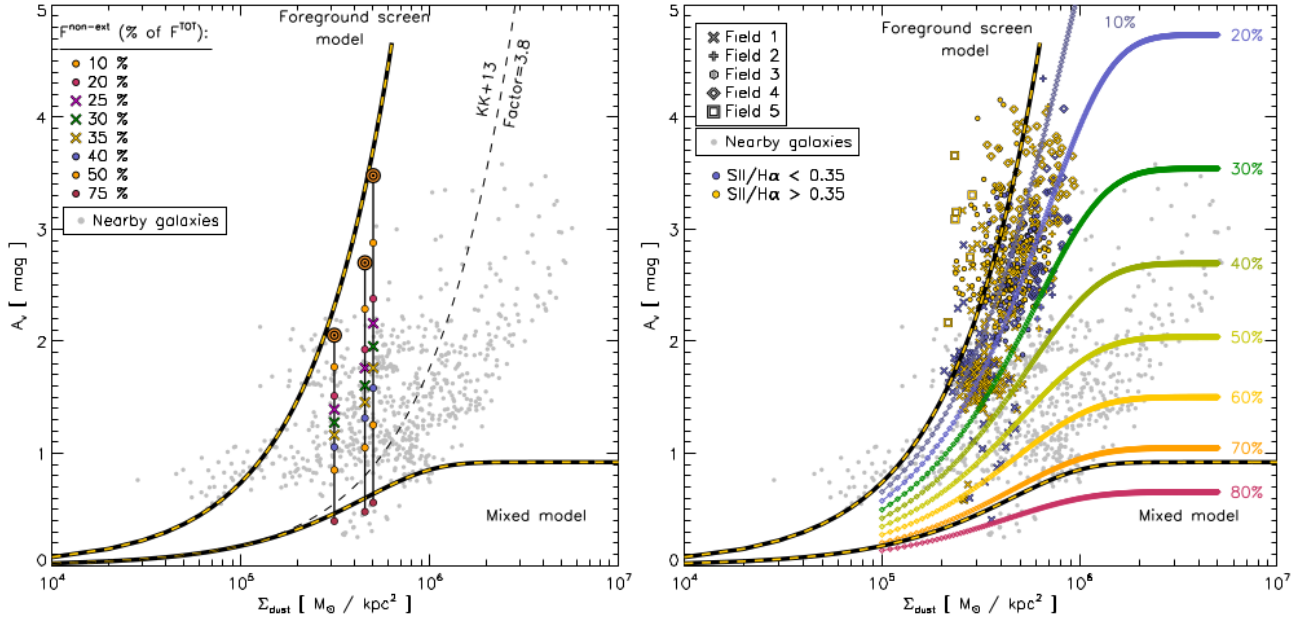 Foreground screen
model
F^non-ext (% of F^TOT):
10 %
20 %
25 %
30 %
35 %
40 %
50 %
75 %
Nearby galaxies
KK+13
Factor=3.8
Mixed model
5
4
3
2
1
0
A_v [ mag ]
10^4
10^5
10^6
10^7
Σ_dust [ M_⊙ / kpc^2 ]
Field 1
Field 2
Field 3
Field 4
Field 5
Nearby galaxies
SII/Hα < 0.35
SII/Hα > 0.35
Foreground screen
model
10%
20%
30%
40%
50%
60%
70%
80%
Mixed model
5
4
3
2
1
0
A_v [ mag ]
10^4
10^5
10^6
10^7
Σ_dust [ M_⊙ / kpc^2 ]